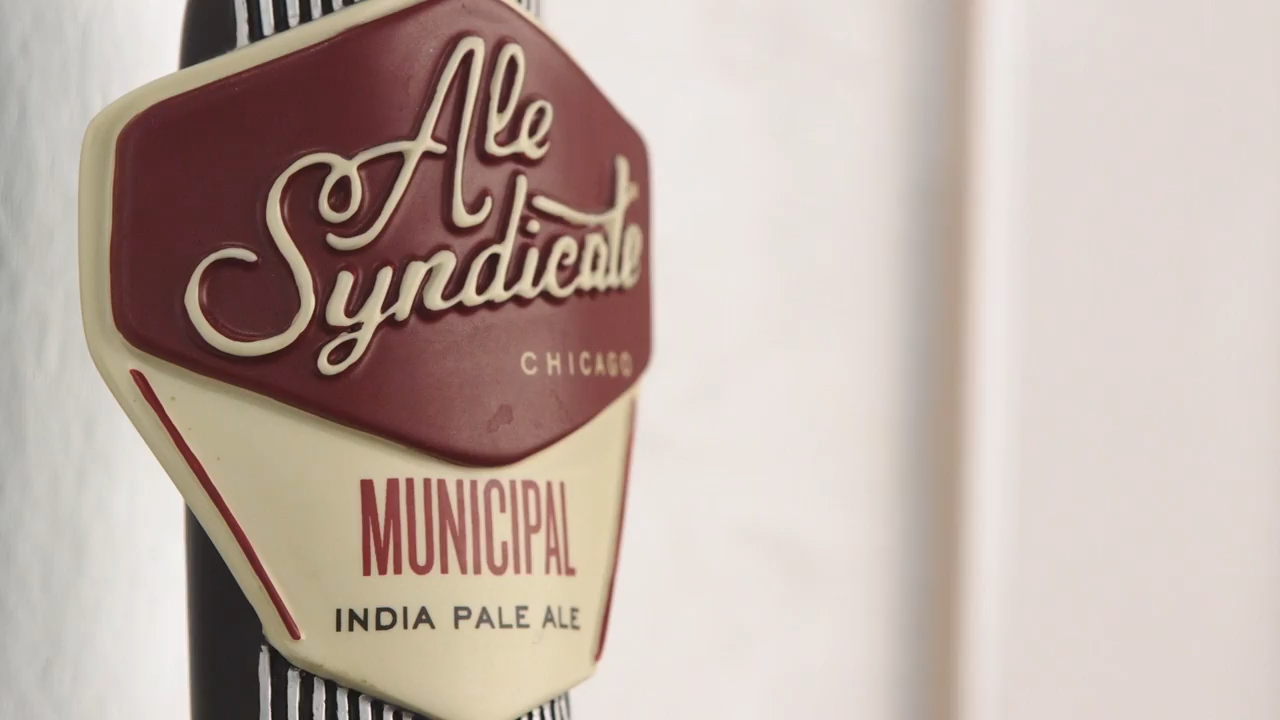 Ale
Syndicate
CHICAGO
MUNICIPAL
INDIA PALE ALE